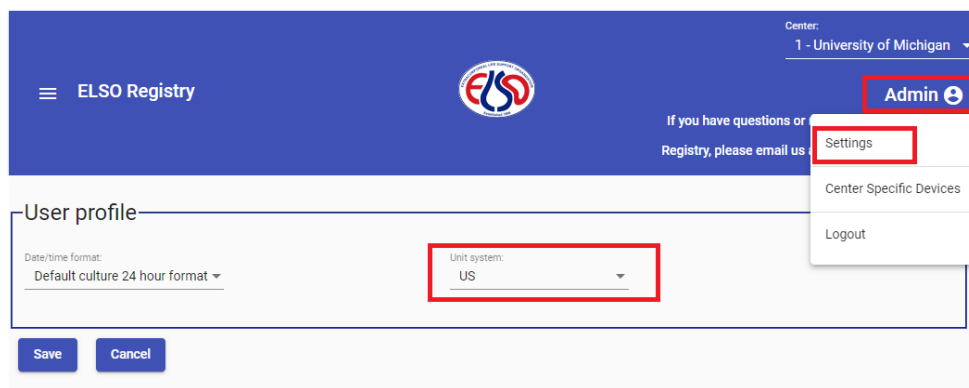 Center:
1 - University of Michigan
ELSO Registry
ELSO
Admin
If you have questions or
Registry, please email us
Settings
Center Specific Devices
Logout
User profile
Date/time format:
Default culture 24 hour format
Unit system:
US
Save
Cancel